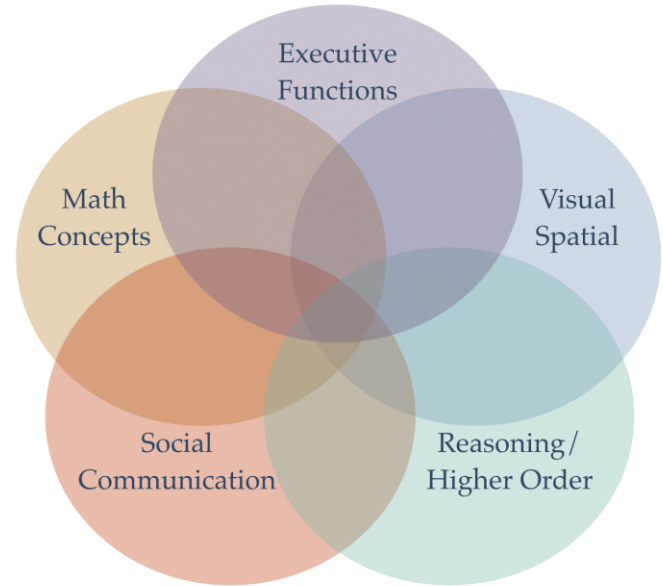 Executive
Functions
Math
Concepts
Visual
Spatial
Social
Communication
Reasoning/
Higher Order